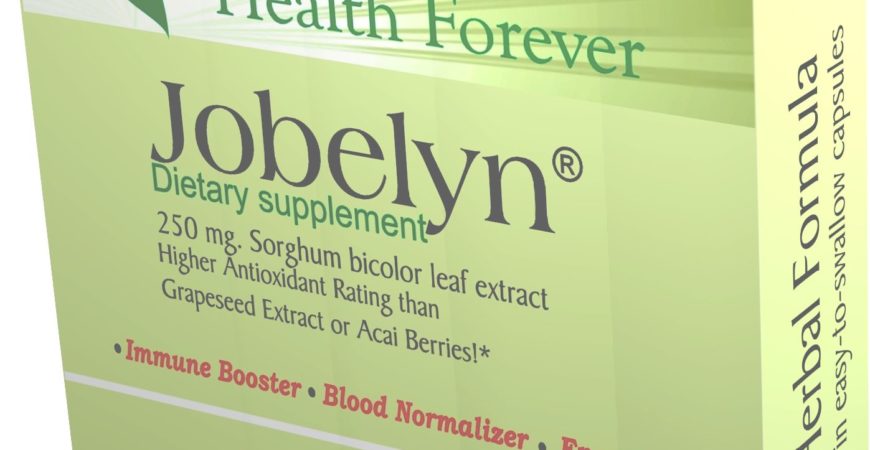 Health Forever
Jobelyn®
Dietary supplement
250 mg. Sorghum bicolor leaf extract
Higher Antioxidant Rating than
Grapeseed Extract or Acai Berries!*
• Immune Booster • Blood Normalizer •
Herbal Formula
in easy-to-swallow capsules